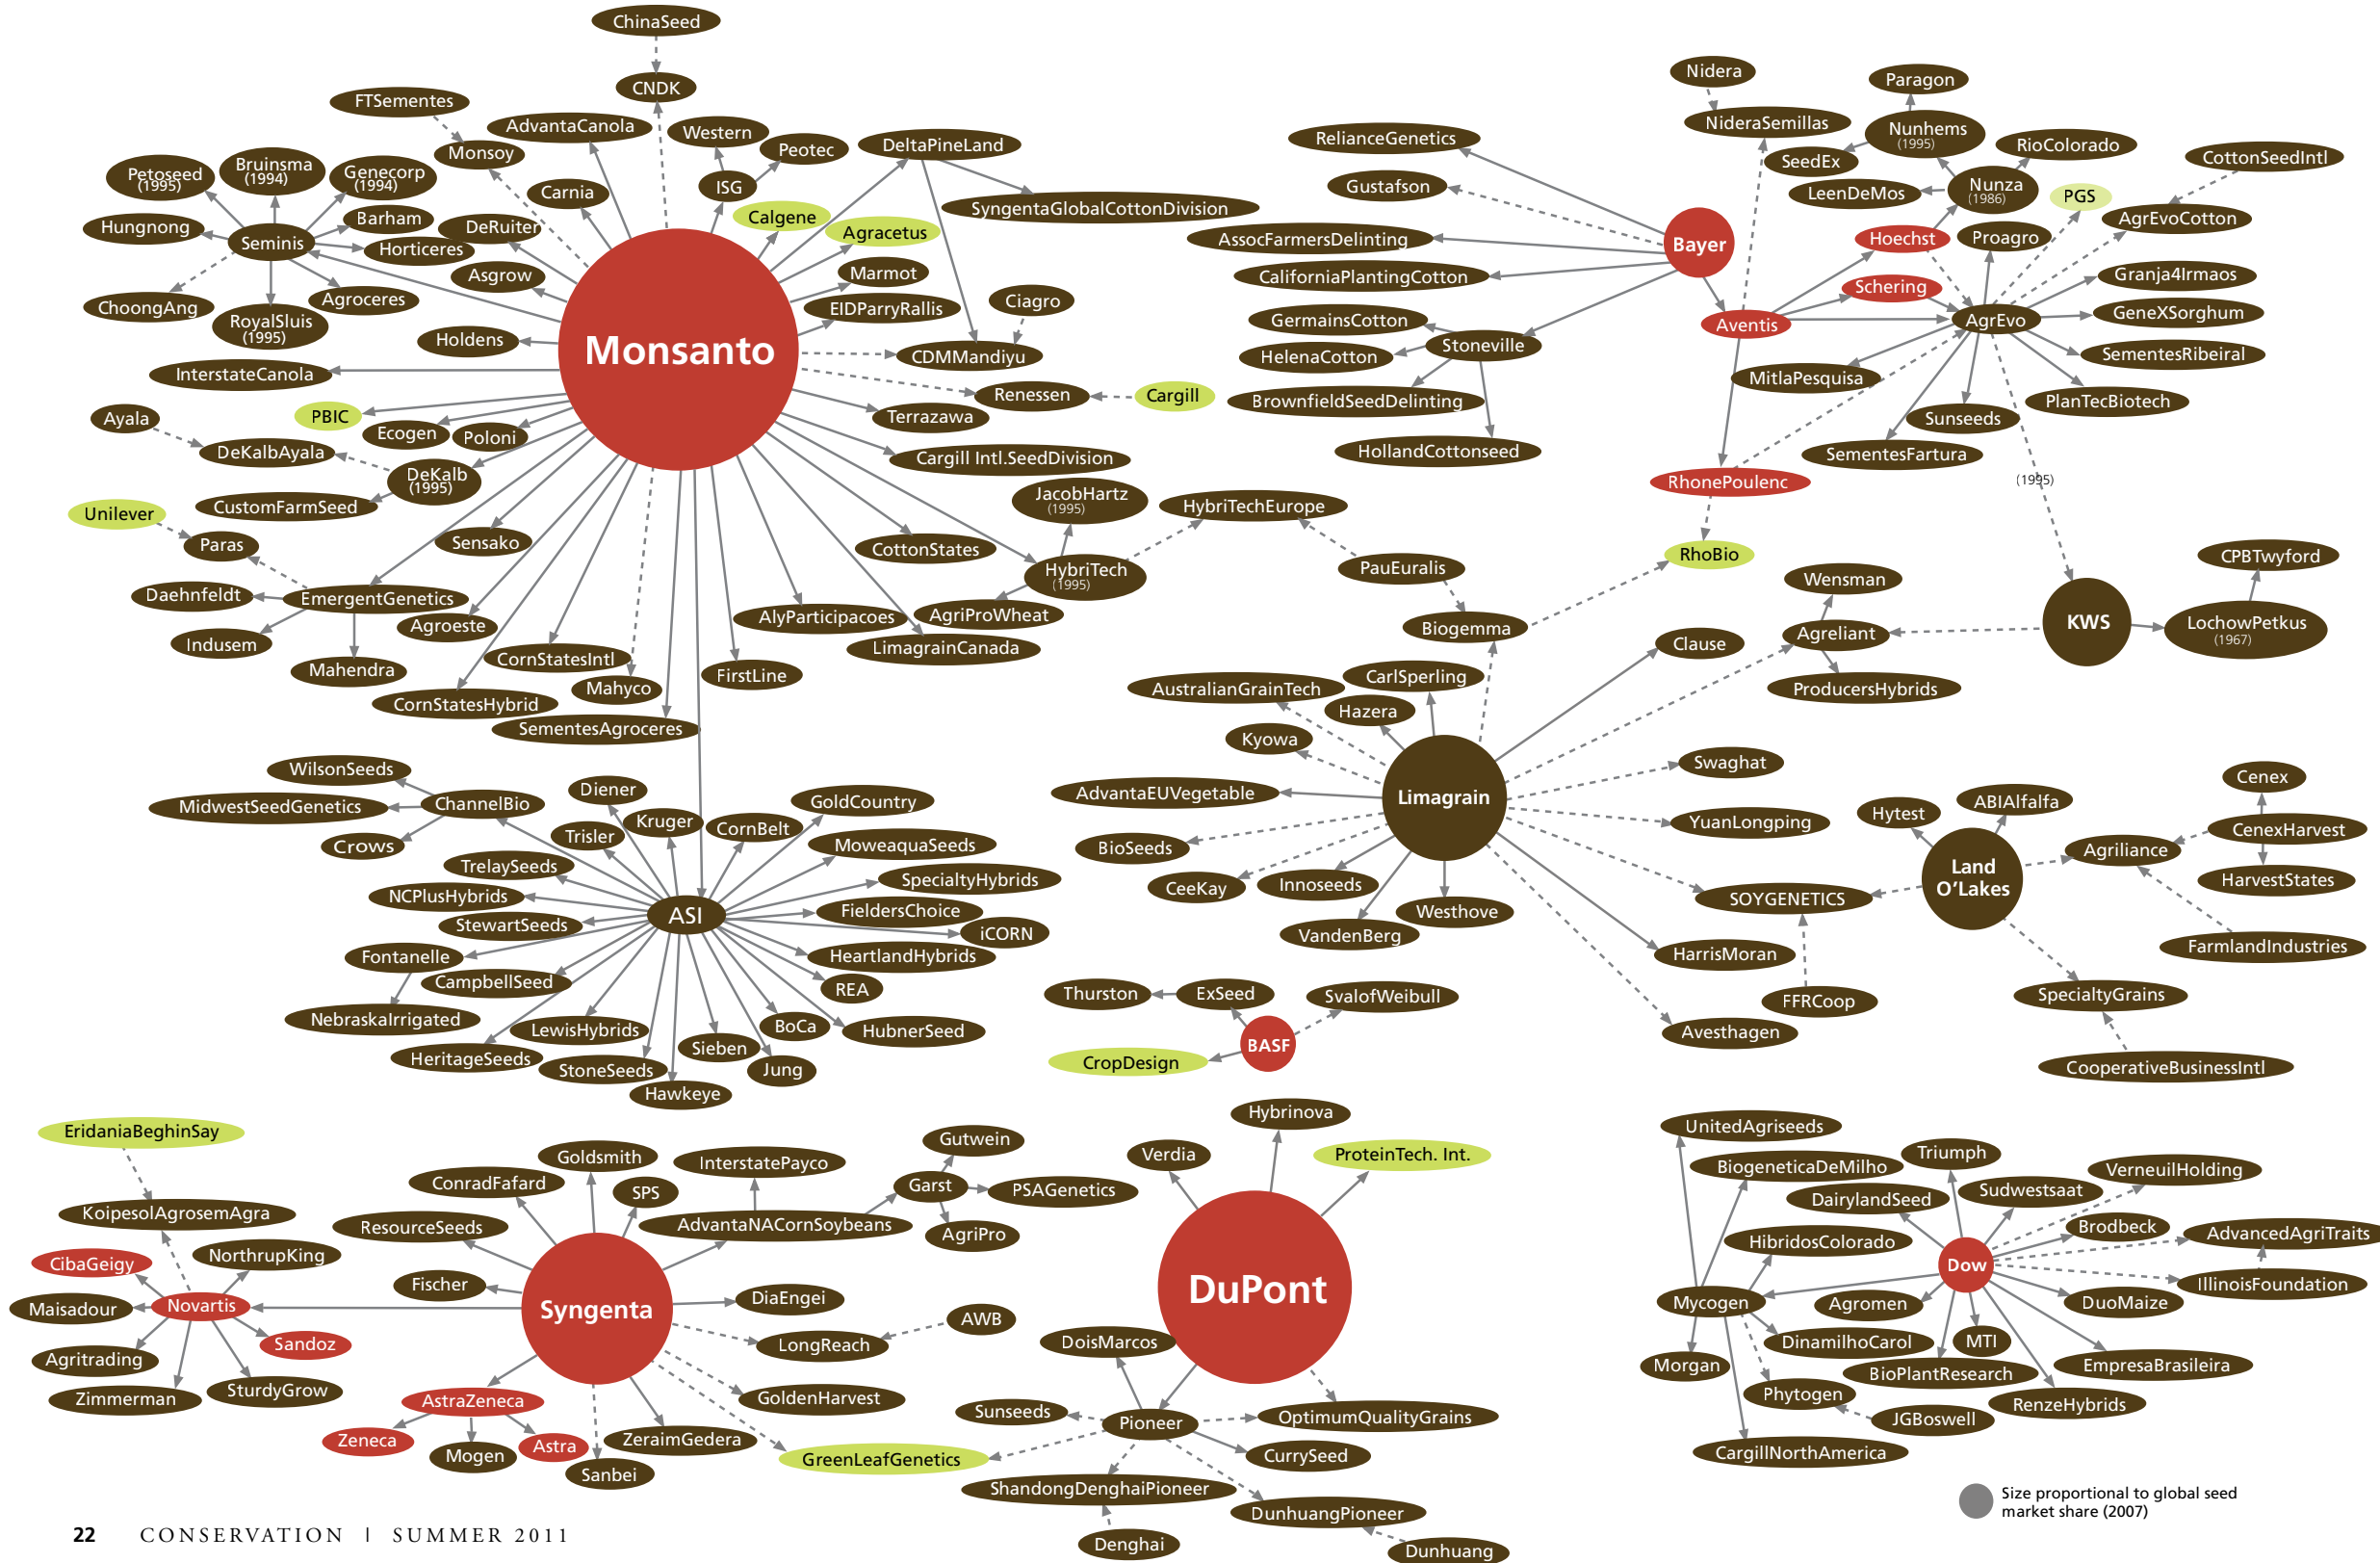 ChinaSeed
CNDK
FTSementes
AdvantaCanola
Western
Peotec
DeltaPineLand
Monsoy
ISG
Carnia
Petoseed
(1995)
Bruinsma
(1994)
Genecorp
(1994)
Barham
Hungnong
Seminis
Horticeres
DeRuiter
Calgene
Agracetus
SyngentaGlobalCottonDivision
Asgrow
Marmot
ChoongAng
Agroceres
RoyalSluis
(1995)
EIDParryRallis
Ciagro
Holdens
Monsanto
CDMMandiyu
InterstateCanola
Renessen
Cargill
PBIC
Ecogen
Poloni
Terrazawa
Ayala
DeKalbAyala
DeKalb
(1995)
Cargill Intl.SeedDivision
CustomFarmSeed
JacobHartz
(1995)
HybriTechEurope
Unilever
Paras
Sensako
CottonStates
HybriTech
(1995)
PauEuralis
Daehnfeldt
EmergentGenetics
Indusem
Agroeste
AlyParticipacoes
AgriProWheat
LimagrainCanada
Mahendra
CornStatesIntl
Mahyco
FirstLine
CornStatesHybrid
SementesAgroceres
Nidera
NideraSemillas
Paragon
Nunhems
(1995)
SeedEx
RioColorado
CottonSeedIntl
RelianceGenetics
Gustafson
LeenDeMos
Nunza
(1986)
PGS
AgrEvoCotton
AssocFarmersDelinting
Bayer
Hoechst
Proagro
CaliforniaPlantingCotton
Schering
Granja4Irmaos
GermainsCotton
Aventis
AgrEvo
GeneXSorghum
HelenaCotton
Stoneville
SementesRibeiral
BrownfieldSeedDelinting
MitlaPesquisa
PlanTecBiotech
HollandCottonseed
Sunseeds
SementesFartura
RhonePoulenc
(1995)
RhoBio
CPBTwyford
Wensman
Biogemma
Agreliant
KWS
LochowPetkus
(1967)
Clause
ProducersHybrids
AustralianGrainTech
CarlSperling
Hazera
Kyowa
Swaghat
AdvantaEUVegetable
Limagrain
YuanLongping
BioSeeds
CeeKay
Innoseeds
Westhove
VandenBerg
SOYGENETICS
HarrisMoran
FFRCoop
Avesthagen
Hytest
ABIAlfalfa
Cenex
CenexHarvest
Agriliance
HarvestStates
Land
O’Lakes
FarmlandIndustries
SpecialtyGrains
CooperativeBusinessIntl
WilsonSeeds
MidwestSeedGenetics
ChannelBio
Crows
Diener
Trisler
Kruger
CornBelt
GoldCountry
MoweaquaSeeds
TrelaySeeds
SpecialtyHybrids
NCPlusHybrids
ASI
FieldersChoice
StewartSeeds
iCORN
Fontanelle
HeartlandHybrids
CampbellSeed
REA
NebraskaIrrigated
LewisHybrids
BoCa
HubnerSeed
HeritageSeeds
StoneSeeds
Sieben
Jung
Hawkeye
Thurston
ExSeed
SvalofWeibull
BASF
CropDesign
EridaniaBeghinSay
KoipesolAgrosemAgra
CibaGeigy
NorthrupKing
Maisadour
Novartis
Sandoz
Agritrading
SturdyGrow
Zimmerman
Goldsmith
ConradFafard
SPS
InterstatePayco
Gutwein
Garst
PSAGenetics
ResourceSeeds
AdvantaNACornSoybeans
AgriPro
Fischer
Syngenta
DiaEngei
LongReach
AWB
AstraZeneca
GoldenHarvest
Zeneca
Mogen
Astra
ZeraimGedera
Sanbei
GreenLeafGenetics
Hybrinova
Verdia
ProteinTech. Int.
DuPont
DoisMarcos
Sunseeds
Pioneer
OptimumQualityGrains
CurrySeed
ShandongDenghaiPioneer
DunhuangPioneer
Denghai
Dunhuang
UnitedAgriseeds
BiogeneticaDeMilho
Triumph
VerneuilHolding
DairylandSeed
Sudwestsaat
Brodbeck
HibridosColorado
AdvancedAgriTraits
Dow
IllinoisFoundation
Mycogen
Agromen
DuoMaize
DinamilhoCarol
MTI
Morgan
BioPlantResearch
EmpresaBrasileira
Phytogen
RenzeHybrids
JGBoswell
CargillNorthAmerica
Size proportional to global seed
market share (2007)
22 CONSERVATION | SUMMER 2011